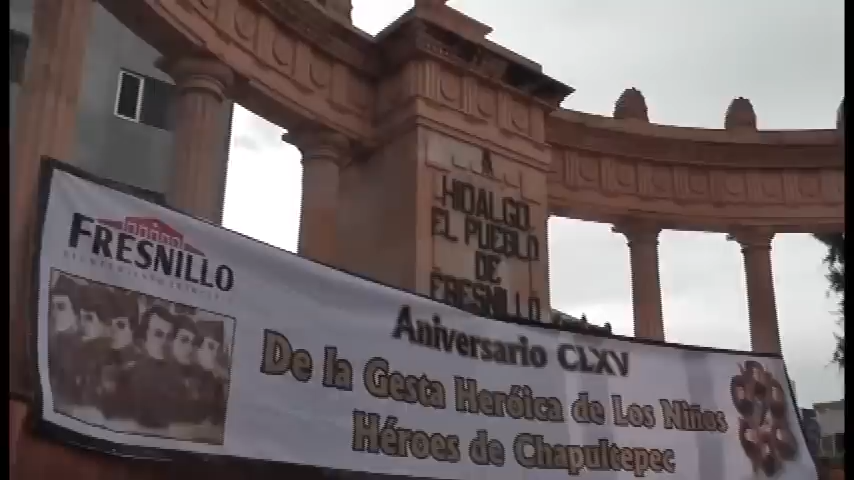 A
HIDALGO,
EL PUEBLO
DE
FRESNILLO
FRESNILLO
Aniversario CLXV
De la Gesta Heróica de Los Niños
Héroes de Chapultepec